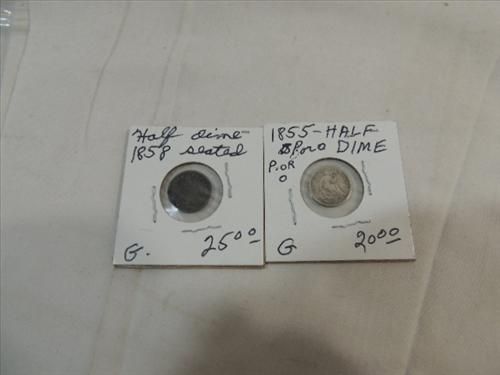 Half dime
1858 seated
G. 2500
1855-HALF
DIME
P.OR
O
G 2000